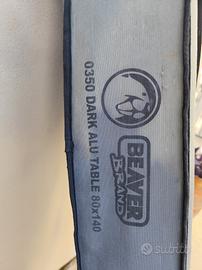 BEAVER
BRAND
0350 DARK ALU TABLE 80x140
subito